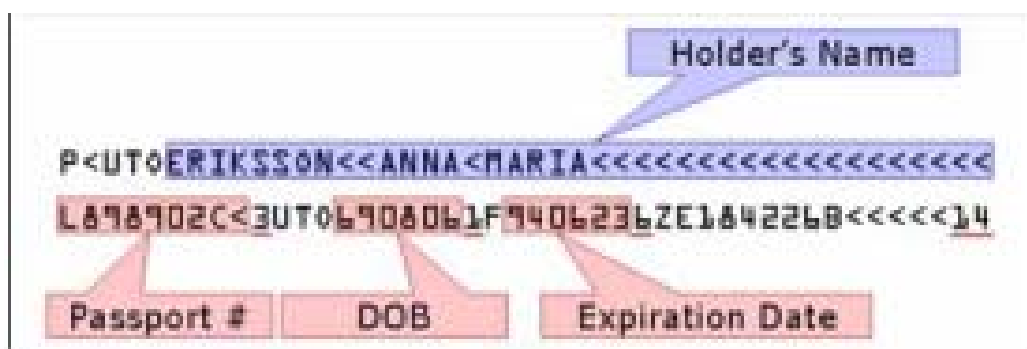 Holder's Name
P<UTOERIKSSON<<ANNA<MARIA<<<<<<<<<<<<<<<<<<<
L898902C<3UTO6908061F9406236ZE184226B<<<<<14
Passport # DOB Expiration Date